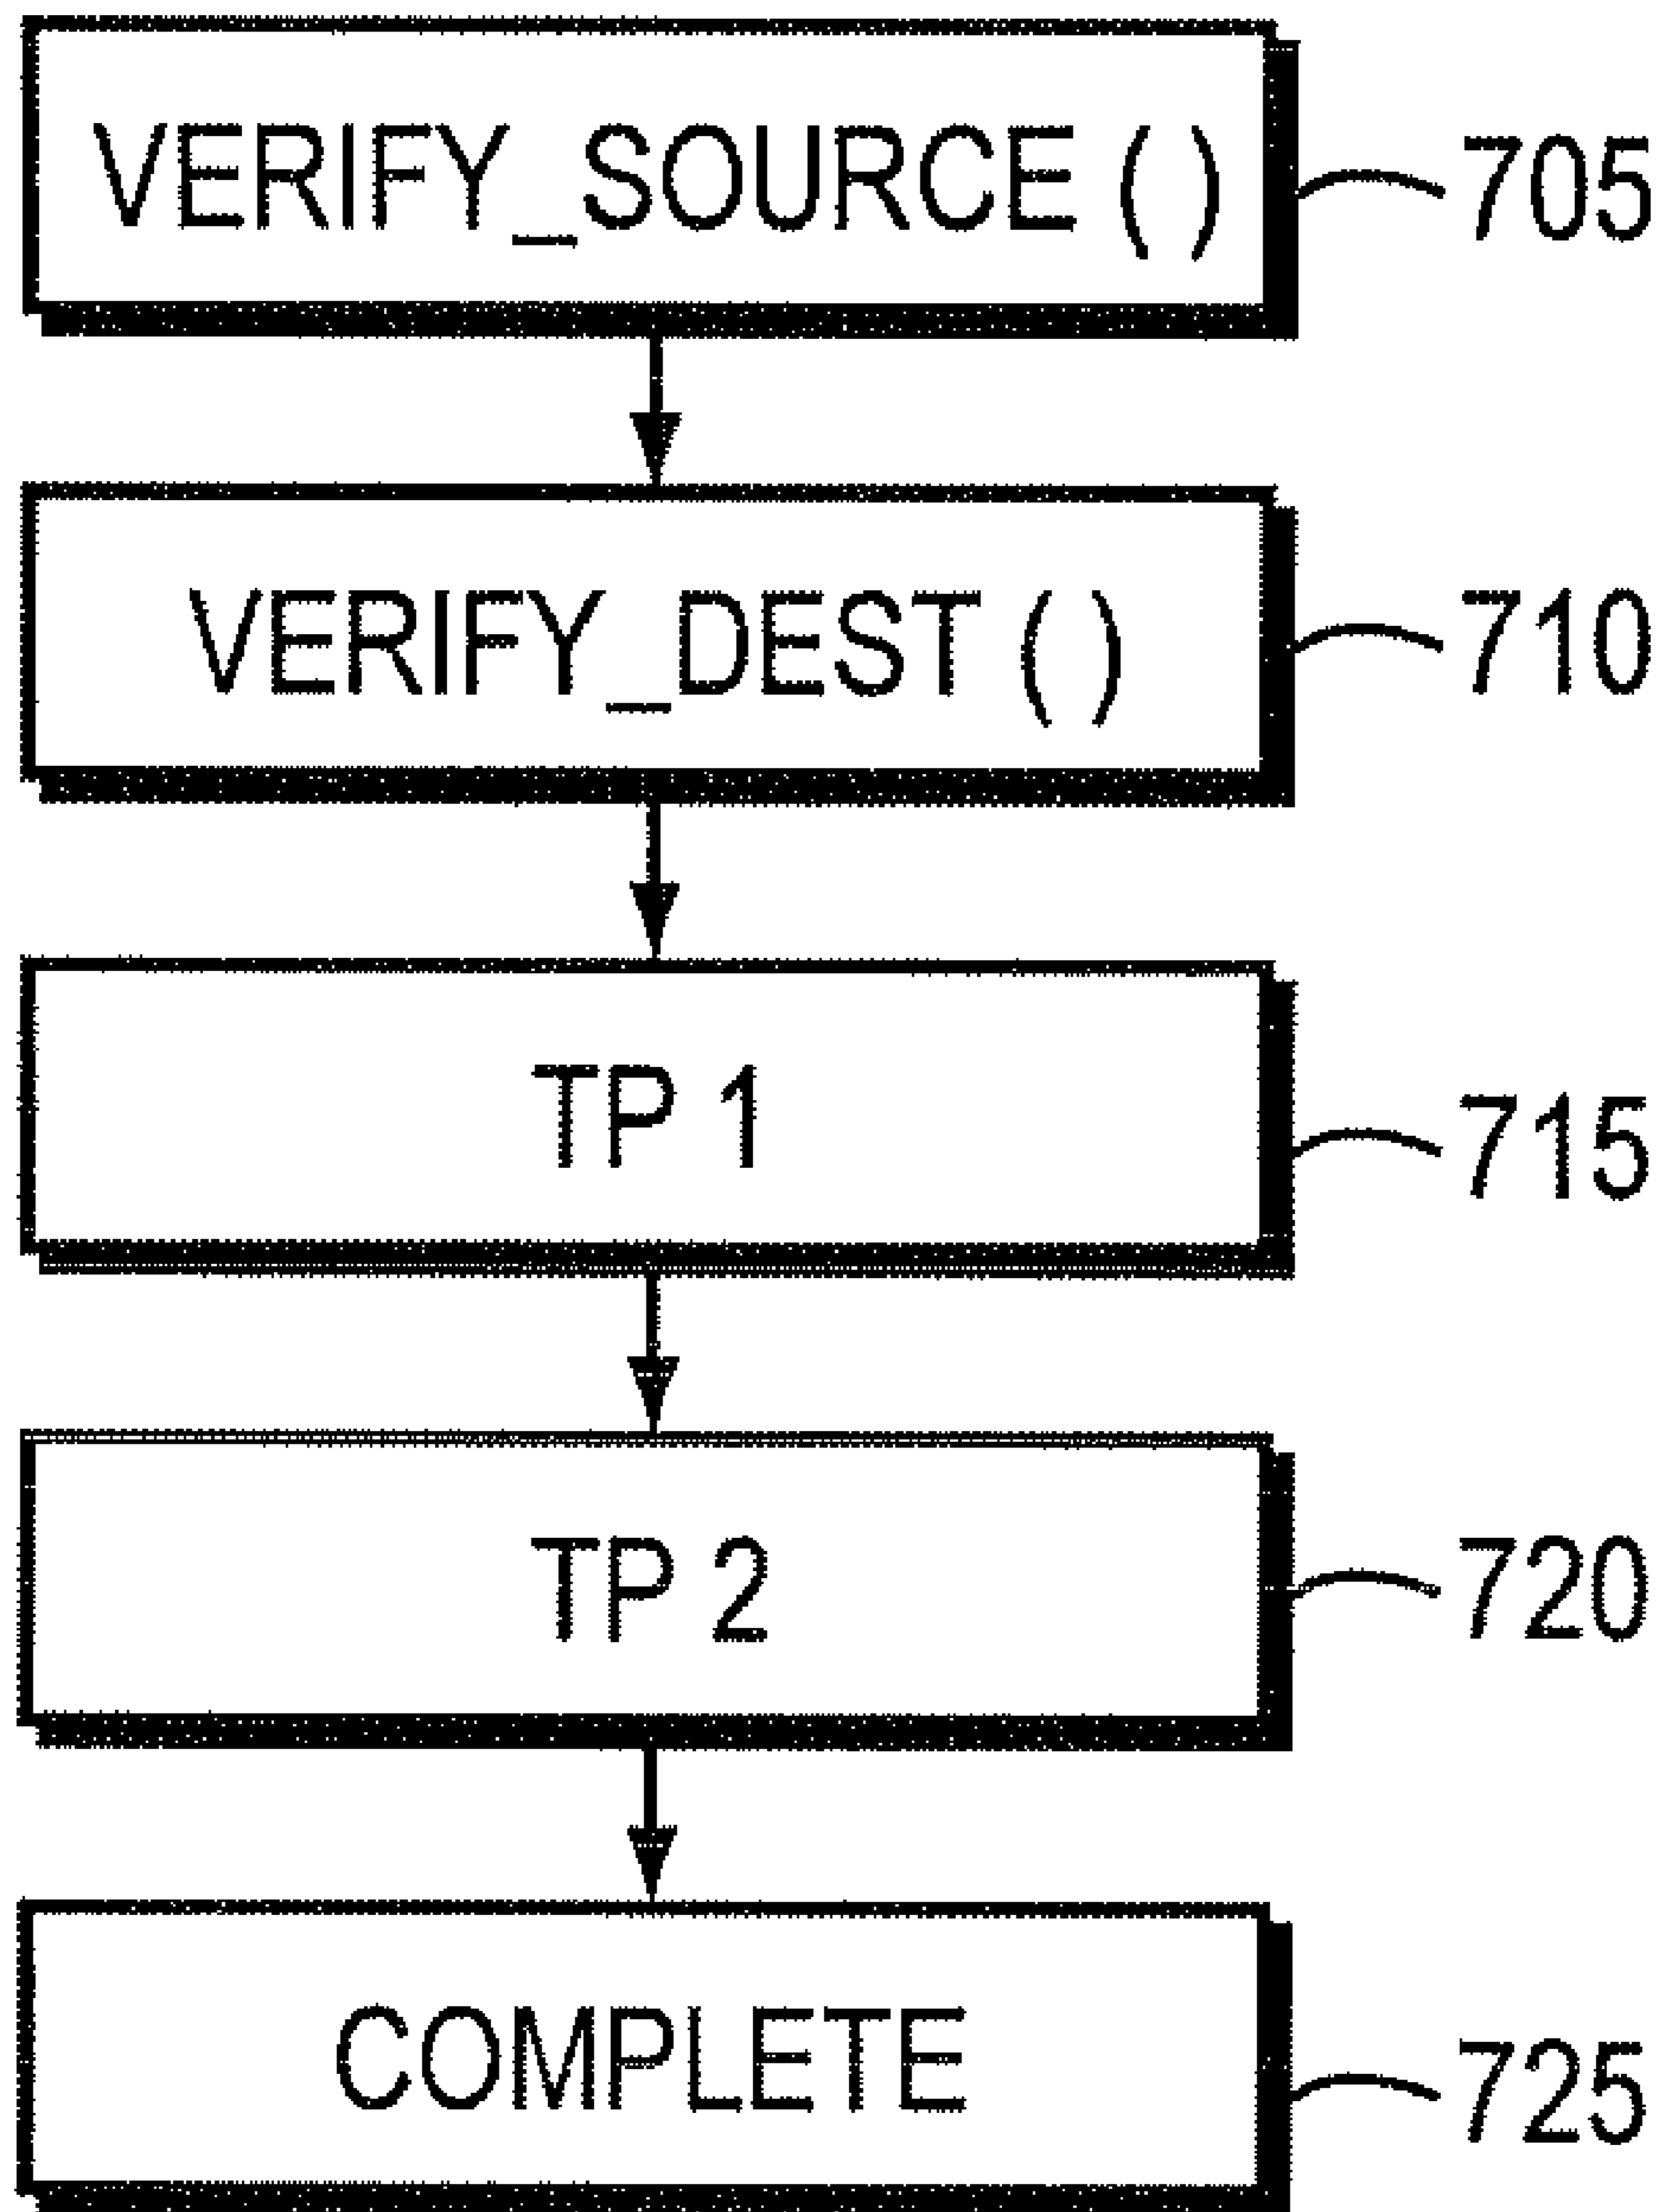 VERIFY_SOURCE ( ) 705
VERIFY_DEST ( ) 710
TP 1 715
TP 2 720
COMPLETE 725